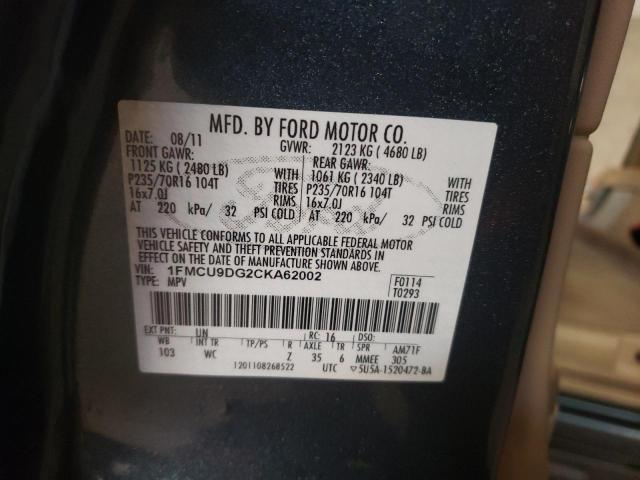 MFD. BY FORD MOTOR CO.
DATE: 08/11 GVWR: 2123 KG ( 4680 LB)
FRONT GAWR: REAR GAWR:
1125 KG ( 2480 LB) WITH 1061 KG ( 2340 LB) WITH
P235/70R16 104T TIRES P235/70R16 104T TIRES
16x7.0J RIMS 16x7.0J RIMS
AT 220 kPa/ 32 PSI COLD AT 220 kPa/ 32 PSI COLD
THIS VEHICLE CONFORMS TO ALL APPLICABLE FEDERAL MOTOR
VEHICLE SAFETY AND THEFT PREVENTION STANDARDS IN
EFFECT ON THE DATE OF MANUFACTURE SHOWN ABOVE.
VIN: 1FMCU9DG2CKA62002
TYPE: MPV
F0114
T0293
EXT PNT: UN RC: 16 DSO:
WB INT TR TP/PS R AXLE TR SPR AM71F
103 WC Z 35 6 MMEE 305
1201108268522 UTC 5U5A-1520472-BA
Ford